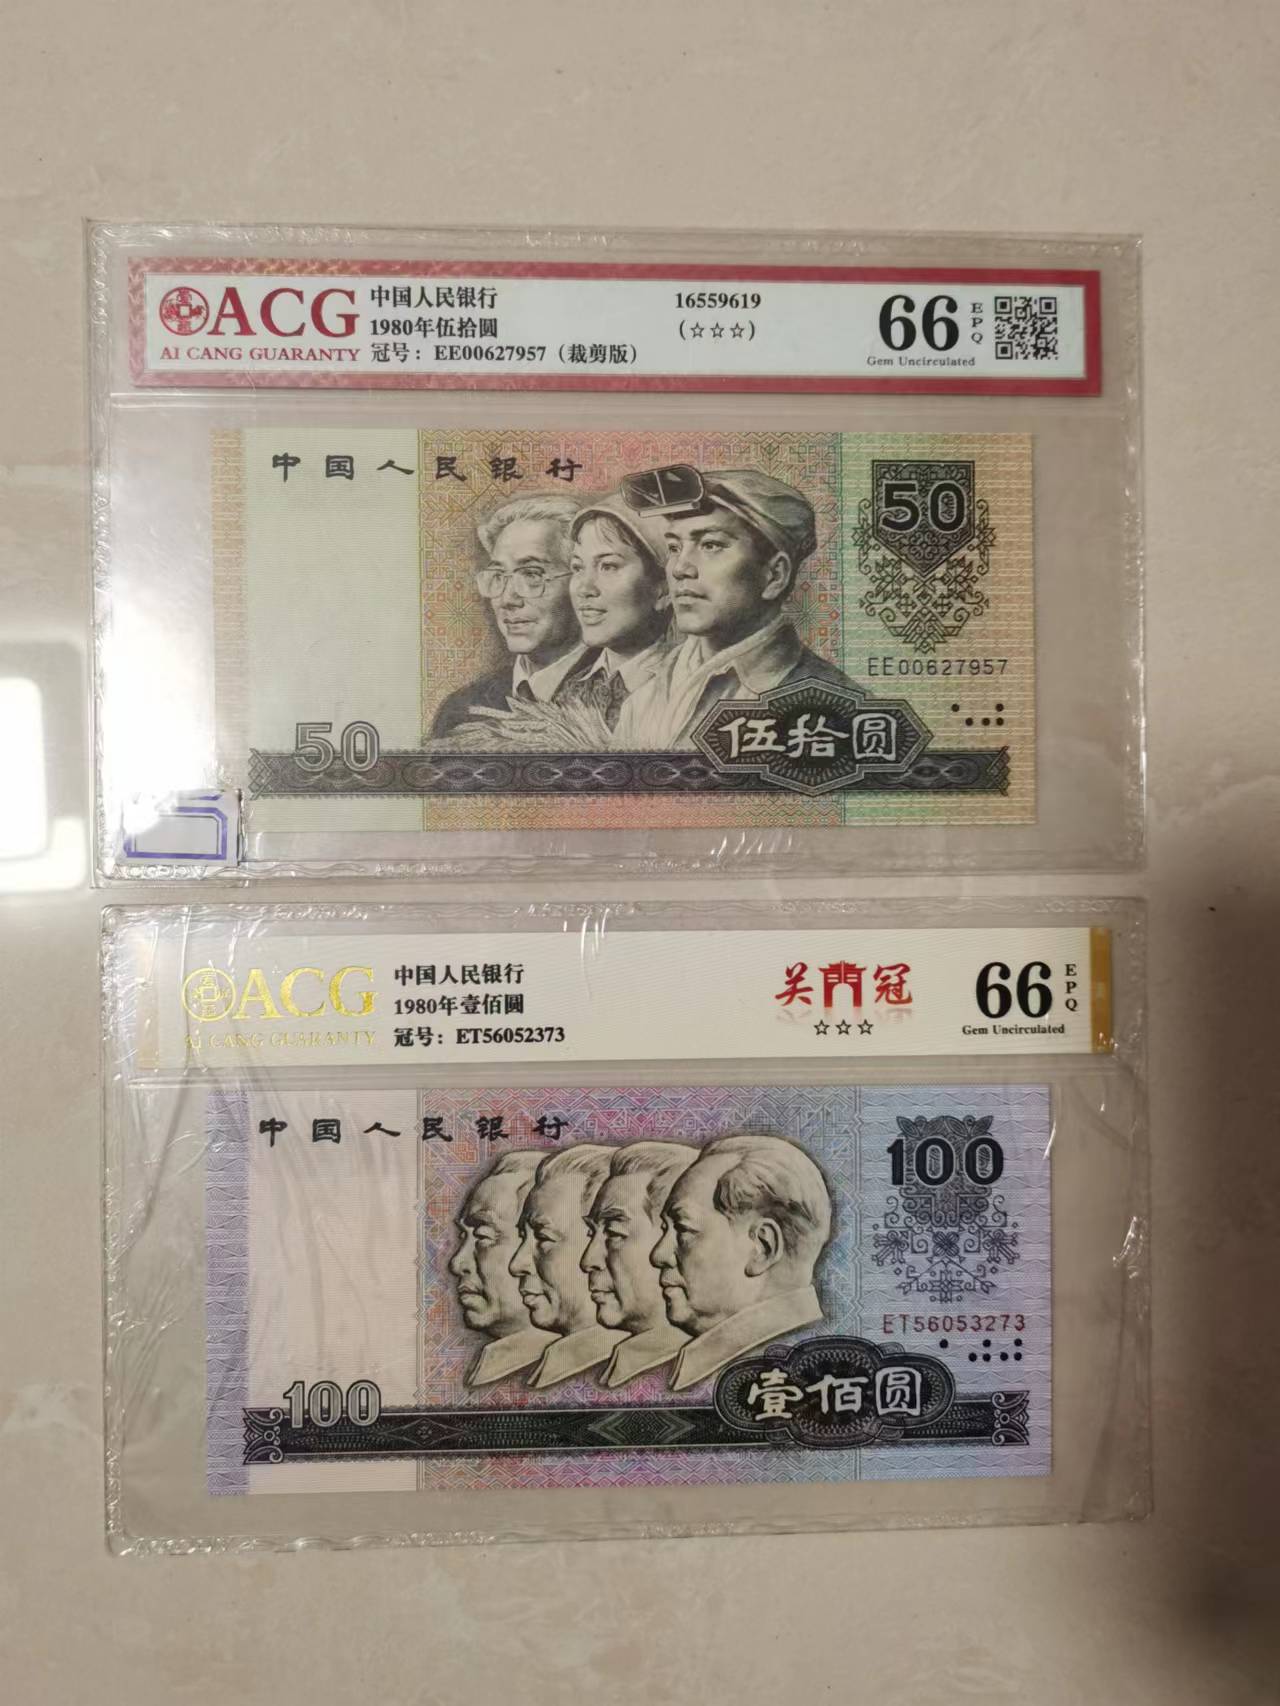 ACG
AI CANG GUARANTY
中国人民银行
1980年伍拾圆
冠号：EE00627957（裁剪版）
16559619
(☆☆☆)
66
EPQ
Gem Uncirculated
中国人民银行
50
EE00627957
50
伍拾圆
ACG
AI CANG GUARANTY
中国人民银行
1980年壹佰圆
冠号：ET56052373
关門冠
☆☆☆
66
EPQ
Gem Uncirculated
中国人民银行
100
ET56053273
100
壹佰圆